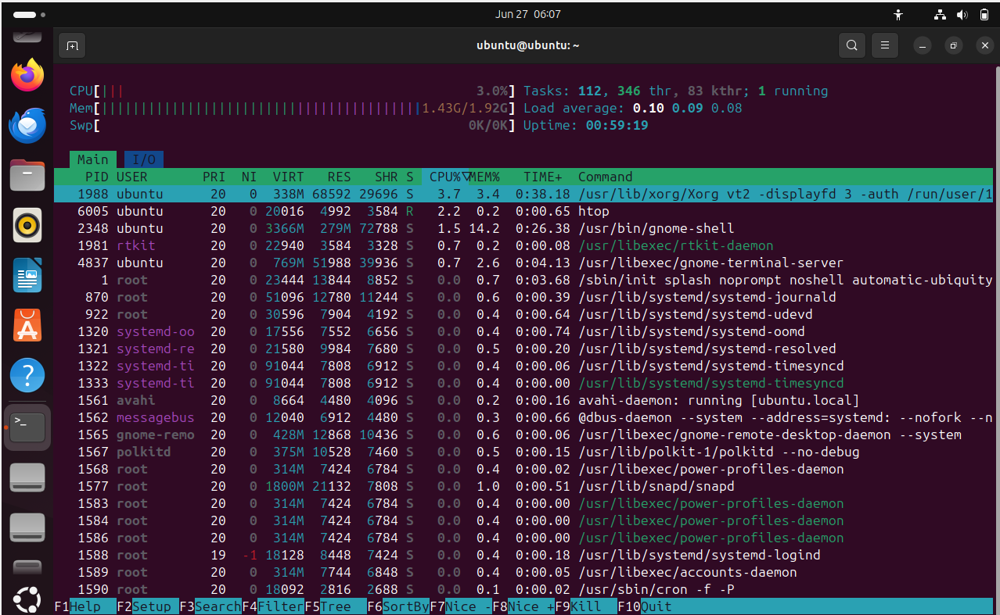 Jun 27 06:07
ubuntu@ubuntu: ~
CPU[||| 3.0%] Tasks: 112, 346 thr, 83 kthr; 1 running
Mem[|||||||||||||||||||||||||||||||||||||||||1.43G/1.92G] Load average: 0.10 0.09 0.08
Swp[ 0K/0K] Uptime: 00:59:19
Main I/O
PID USER PRI NI VIRT RES SHR S CPU%▽MEM% TIME+ Command
1988 ubuntu 20 0 338M 68592 29696 S 3.7 3.4 0:38.18 /usr/lib/xorg/Xorg vt2 -displayfd 3 -auth /run/user/1
6005 ubuntu 20 0 20016 4992 3584 R 2.2 0.2 0:00.65 htop
2348 ubuntu 20 0 3366M 279M 72788 S 1.5 14.2 0:26.38 /usr/bin/gnome-shell
1981 rtkit 20 0 22940 3584 3328 S 0.7 0.2 0:00.08 /usr/libexec/rtkit-daemon
4837 ubuntu 20 0 769M 51988 39936 S 0.7 2.6 0:04.13 /usr/libexec/gnome-terminal-server
1 root 20 0 23444 13844 8852 S 0.0 0.7 0:03.68 /sbin/init splash noprompt noshell automatic-ubiquity
870 root 20 0 51096 12780 11244 S 0.0 0.6 0:00.39 /usr/lib/systemd/systemd-journald
922 root 20 0 30596 7904 4192 S 0.0 0.4 0:00.64 /usr/lib/systemd/systemd-udevd
1320 systemd-oo 20 0 17556 7552 6656 S 0.0 0.4 0:00.74 /usr/lib/systemd/systemd-oomd
1321 systemd-re 20 0 21580 9984 7680 S 0.0 0.5 0:00.20 /usr/lib/systemd/systemd-resolved
1322 systemd-ti 20 0 91044 7808 6912 S 0.0 0.4 0:00.06 /usr/lib/systemd/systemd-timesyncd
1333 systemd-ti 20 0 91044 7808 6912 S 0.0 0.4 0:00.00 /usr/lib/systemd/systemd-timesyncd
1561 avahi 20 0 8664 4480 4096 S 0.0 0.2 0:00.16 avahi-daemon: running [ubuntu.local]
1562 messagebus 20 0 12040 6912 4480 S 0.0 0.3 0:00.66 @dbus-daemon --system --address=systemd: --nofork --n
1565 gnome-remo 20 0 428M 12868 10436 S 0.0 0.6 0:00.06 /usr/libexec/gnome-remote-desktop-daemon --system
1567 polkitd 20 0 375M 10528 7460 S 0.0 0.5 0:00.15 /usr/lib/polkit-1/polkitd --no-debug
1568 root 20 0 314M 7424 6784 S 0.0 0.4 0:00.02 /usr/libexec/power-profiles-daemon
1577 root 20 0 1800M 21132 7808 S 0.0 1.0 0:00.51 /usr/lib/snapd/snapd
1583 root 20 0 314M 7424 6784 S 0.0 0.4 0:00.00 /usr/libexec/power-profiles-daemon
1584 root 20 0 314M 7424 6784 S 0.0 0.4 0:00.00 /usr/libexec/power-profiles-daemon
1586 root 20 0 314M 7424 6784 S 0.0 0.4 0:00.00 /usr/libexec/power-profiles-daemon
1588 root 19 -1 18128 8448 7424 S 0.0 0.4 0:00.18 /usr/lib/systemd/systemd-logind
1589 root 20 0 314M 7744 6848 S 0.0 0.4 0:00.05 /usr/libexec/accounts-daemon
1590 root 20 0 18092 2816 2688 S 0.0 0.1 0:00.02 /usr/sbin/cron -f -P
F1Help F2Setup F3SearchF4FilterF5Tree F6SortByF7Nice -F8Nice +F9Kill F10Quit